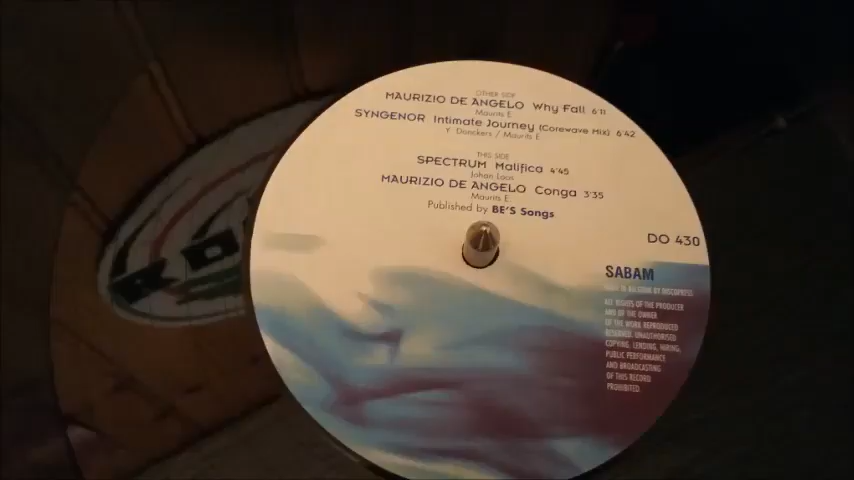 OTHER SIDE
MAURIZIO DE ANGELO Why Fall 6'11
Maurits E.
SYNGENOR Intimate Journey (Corewave Mix) 6'42
Y. Donckers / Maurits E.
THIS SIDE
SPECTRUM Malifica 4'45
Johan Loos
MAURIZIO DE ANGELO Conga 3'35
Maurits E.
Published by BE'S Songs
DO 430
SABAM
BY DISCOPRESS
ALL RIGHTS OF THE PRODUCER
AND OF THE OWNER
OF THE WORK REPRODUCED
RESERVED. UNAUTHORISED
COPYING, LENDING, HIRING,
PUBLIC PERFORMANCE
AND BROADCASTING
OF THIS RECORD
PROHIBITED.